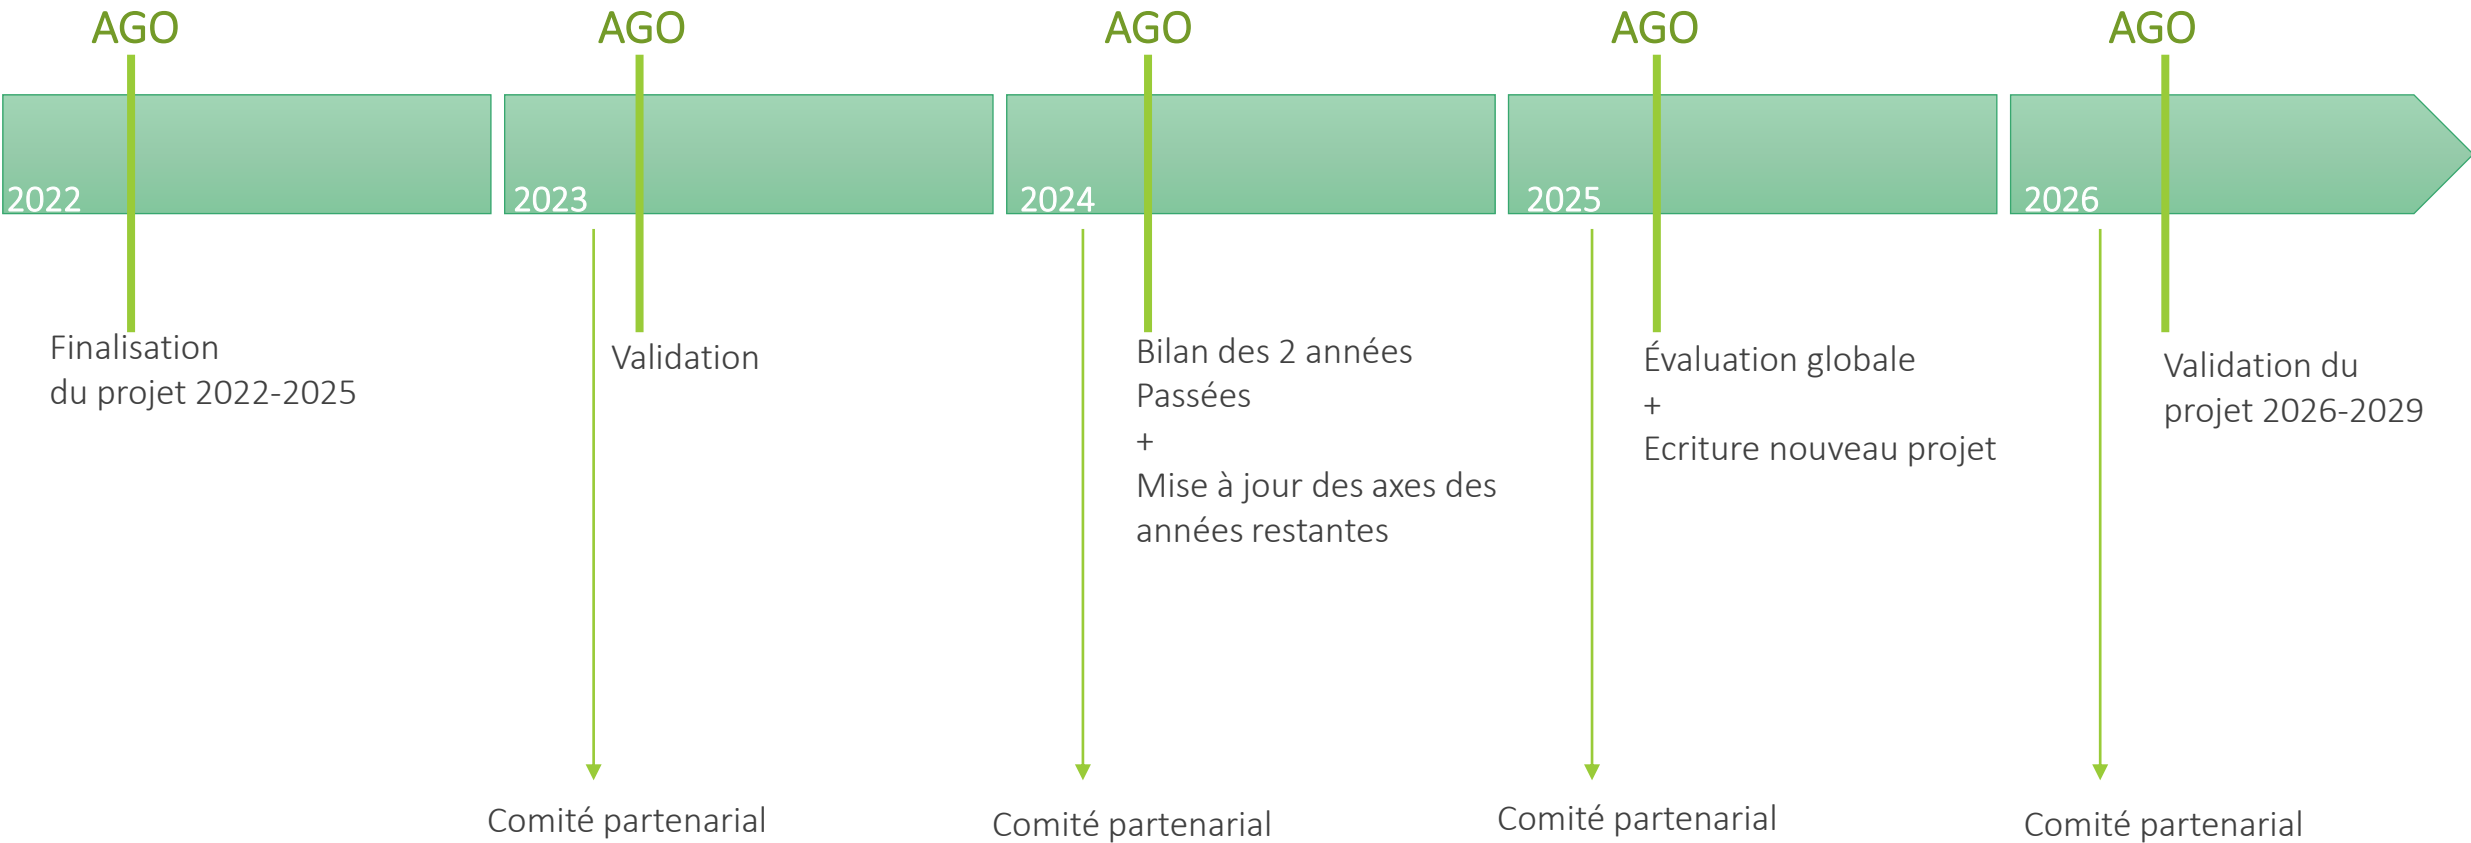 AGO
AGO
AGO
AGO
AGO
2022
2023
2024
2025
2026
Finalisation
du projet 2022-2025
Validation
Bilan des 2 années
Passées
+
Mise à jour des axes des
années restantes
Évaluation globale
+
Ecriture nouveau projet
Validation du
projet 2026-2029
Comité partenarial
Comité partenarial
Comité partenarial
Comité partenarial